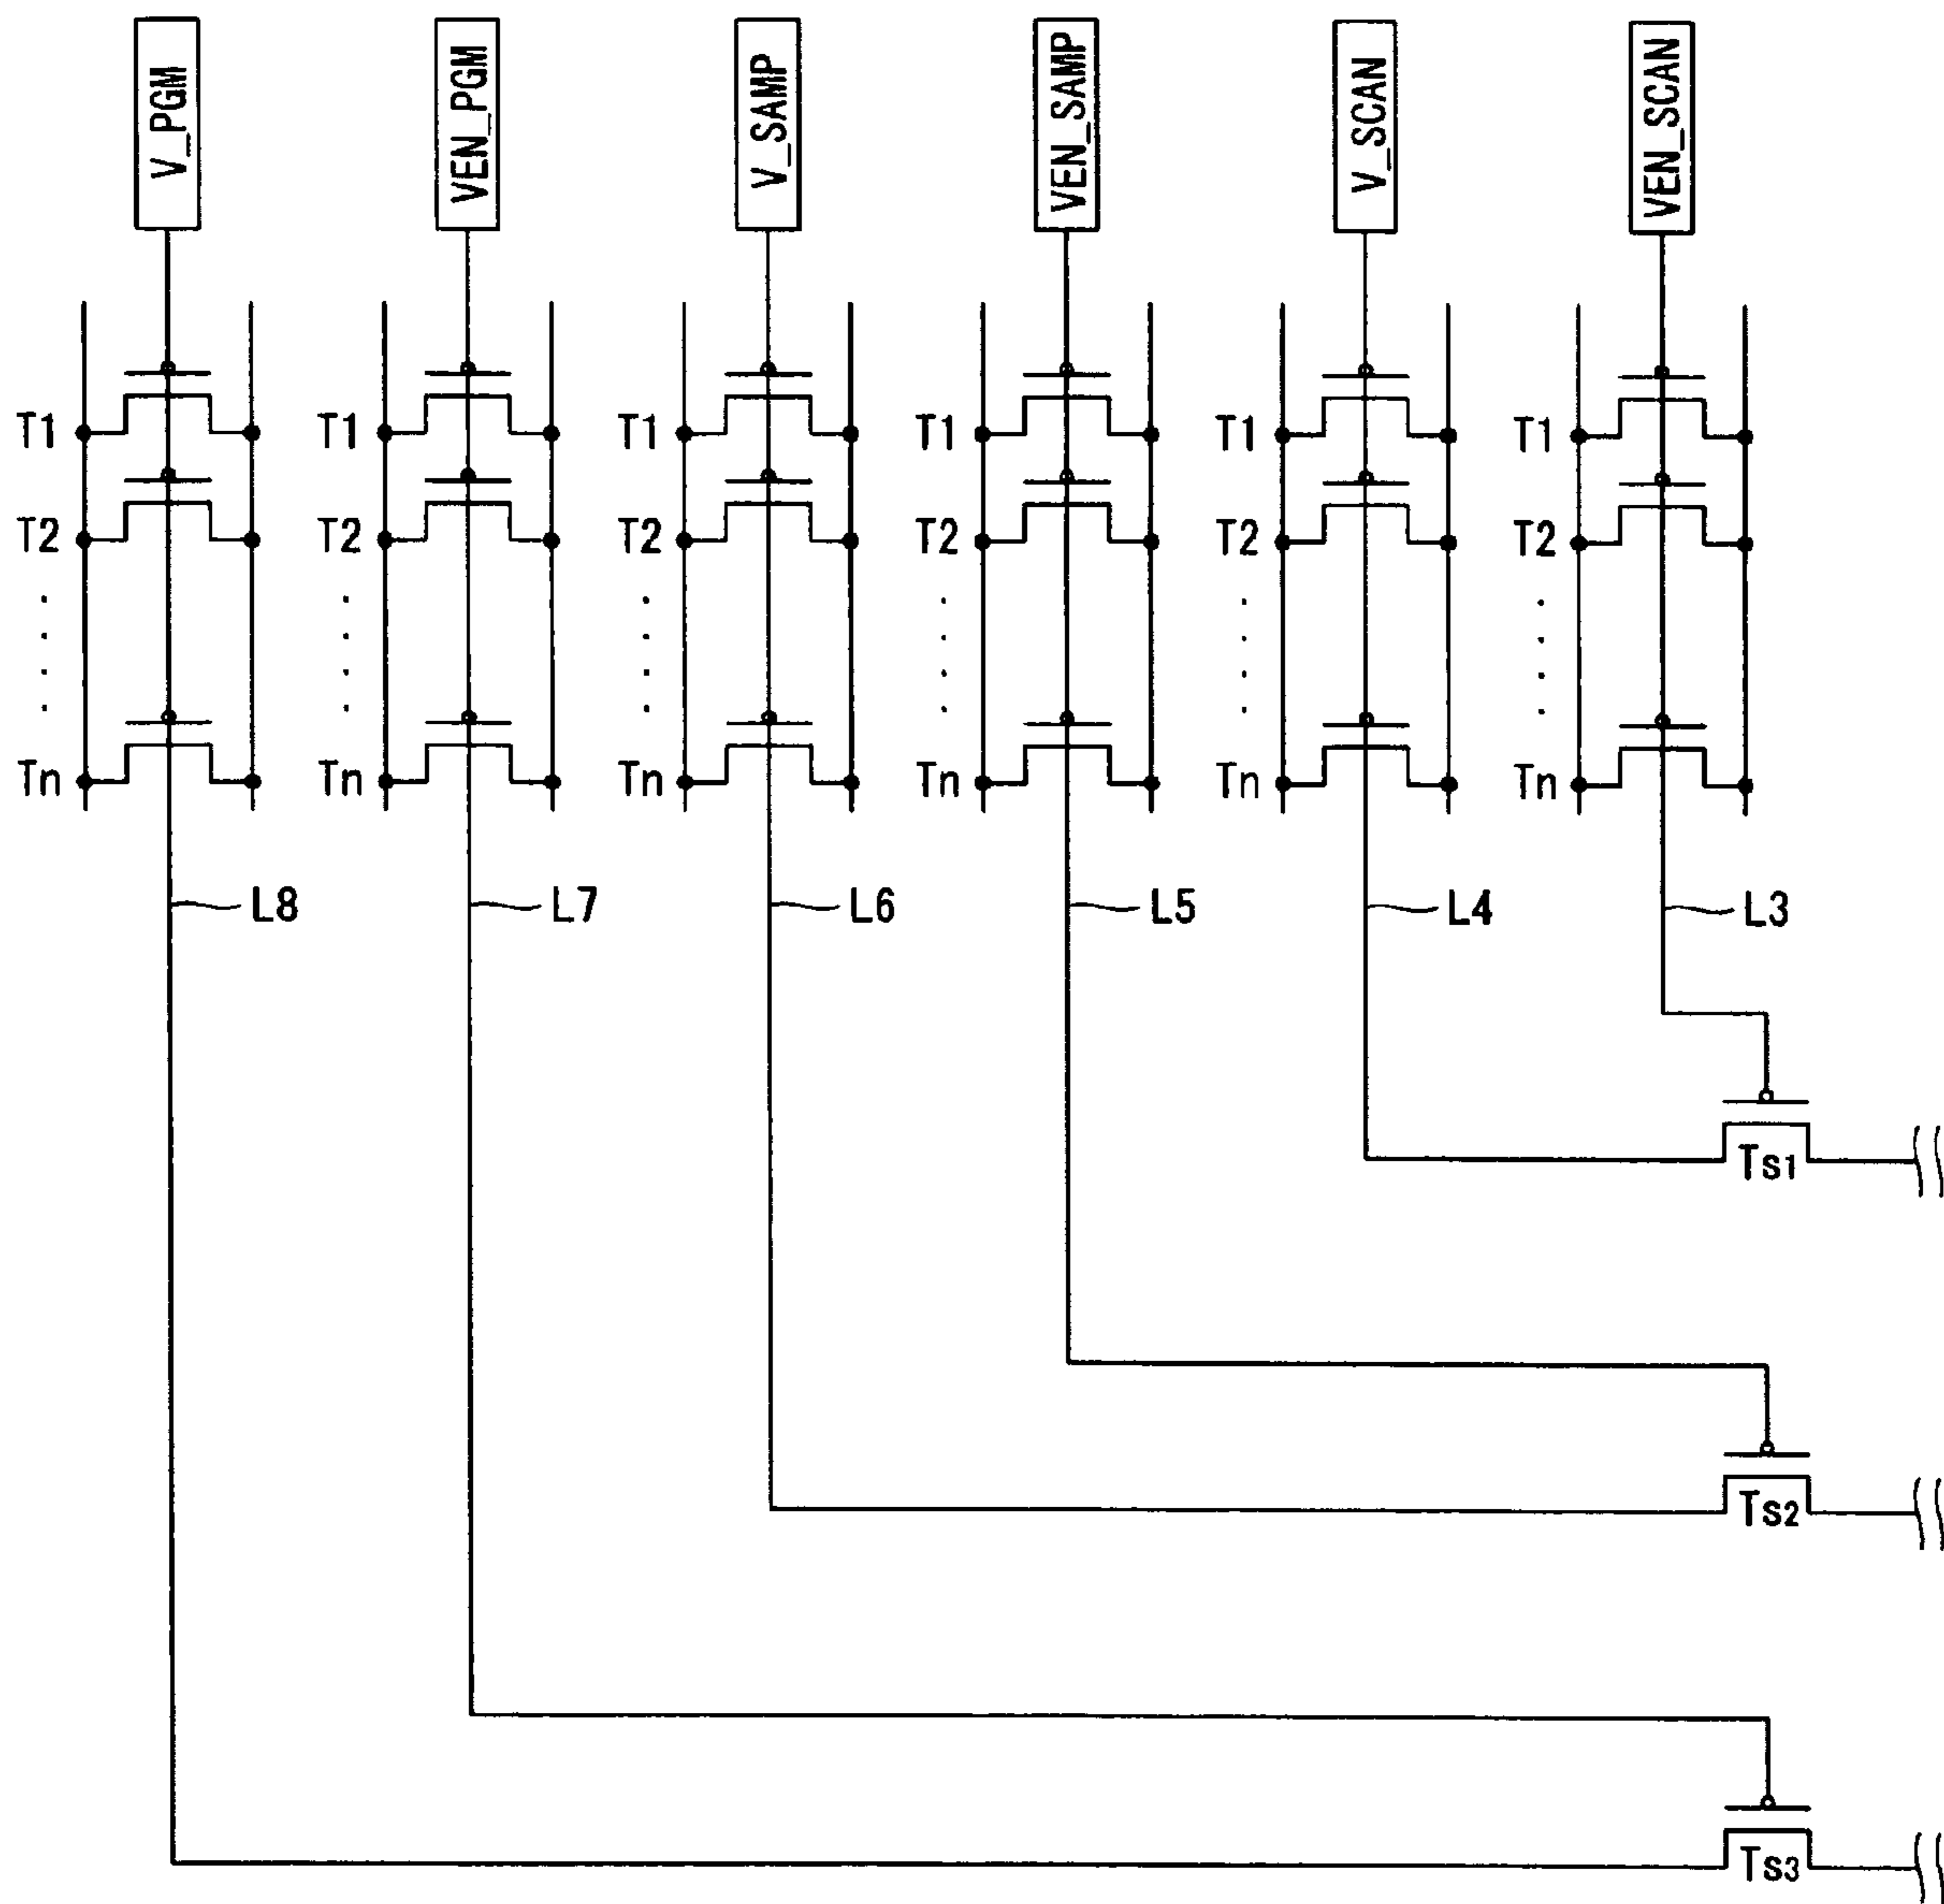 V_PGM
VEN_PGM
V_SAMP
VEN_SAMP
V_SCAN
VEN_SCAN
T1 T1 T1 T1 T1 T1
T2 T2 T2 T2 T2 T2
Tn Tn Tn Tn Tn Tn
L8 L7 L6 L5 L4 L3
Ts1
Ts2
Ts3